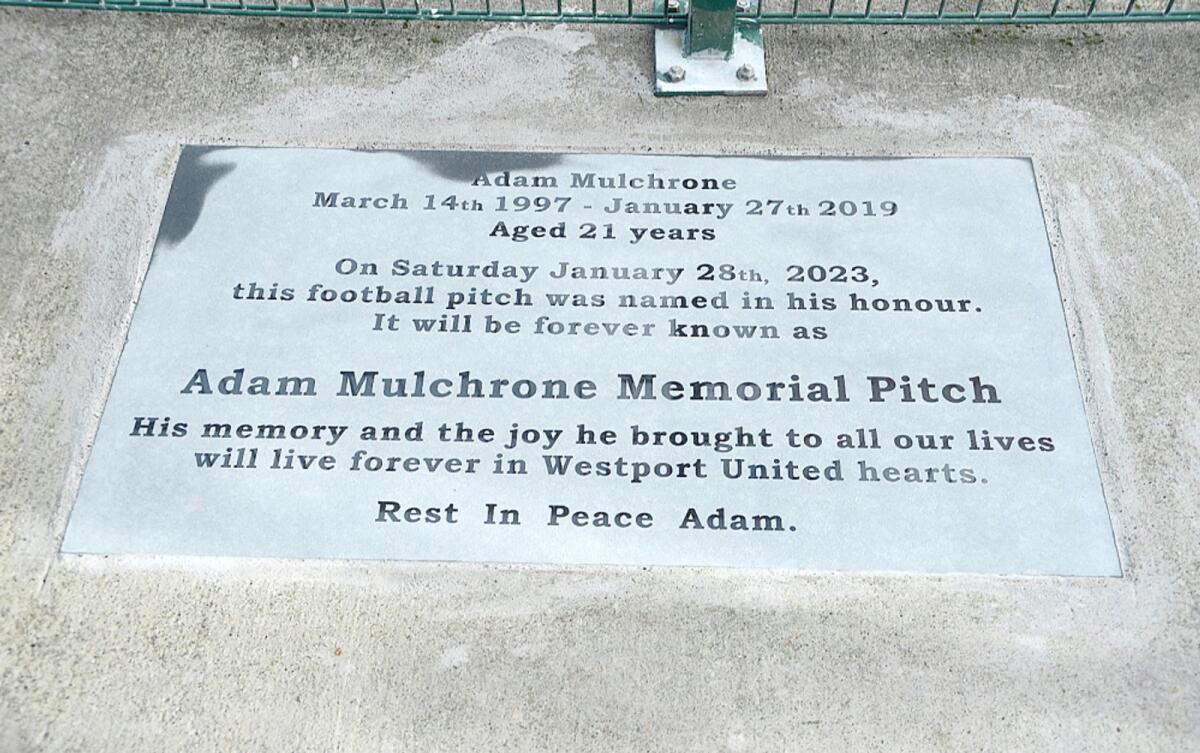 Adam Mulchrone
March 14th 1997 - January 27th 2019
Aged 21 years
On Saturday January 28th, 2023,
this football pitch was named in his honour.
It will be forever known as
Adam Mulchrone Memorial Pitch
His memory and the joy he brought to all our lives
will live forever in Westport United hearts.
Rest In Peace Adam.